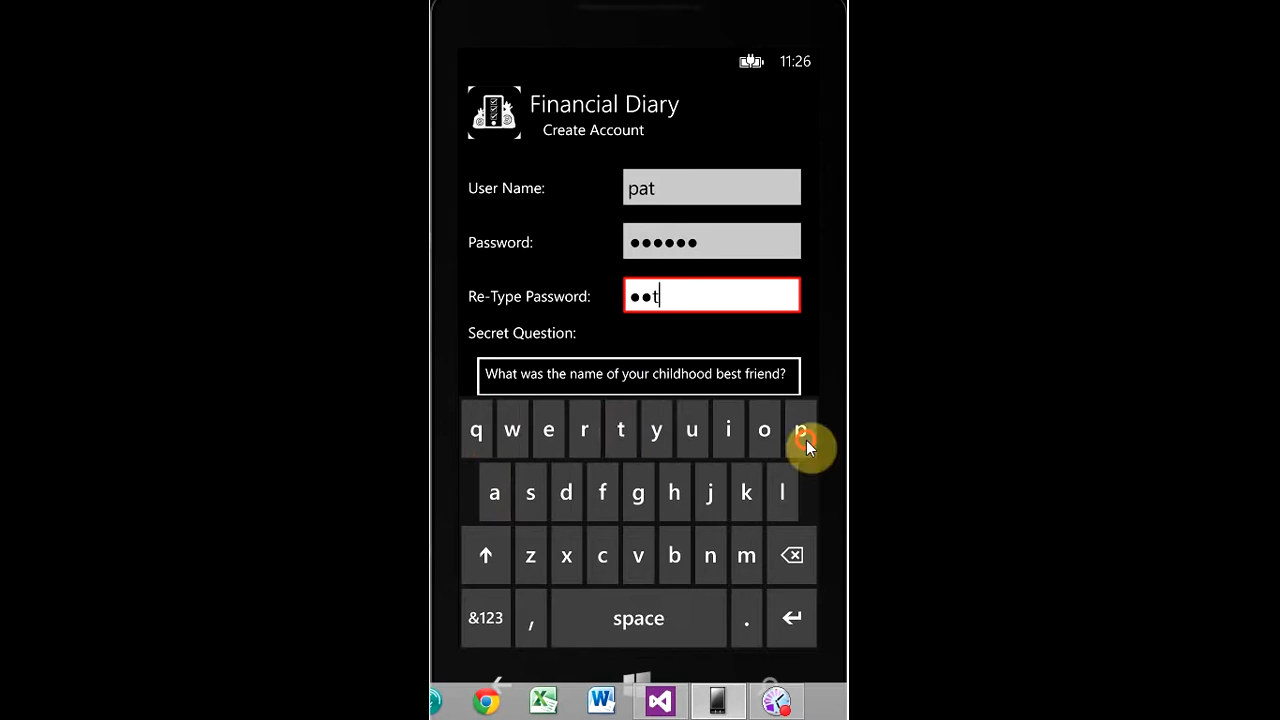 11:26
Financial Diary
Create Account
User Name: pat
Password: ●●●●●●
Re-Type Password: ●●t
Secret Question:
What was the name of your childhood best friend?
q w e r t y u i o p
a s d f g h j k l
z x c v b n m
&123 , space .